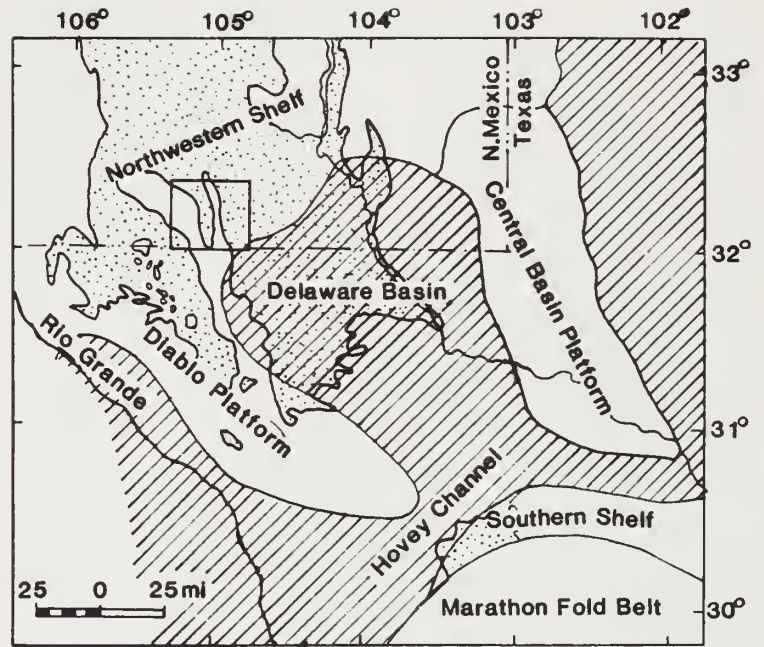 106° 105° 104° 103° 102°
33°
N. Mexico
Texas
Northwestern Shelf
Central Basin Platform
32°
Delaware Basin
Rio Grande
Diablo Platform
31°
Hovey Channel
Southern Shelf
25 0 25 mi
Marathon Fold Belt
30°